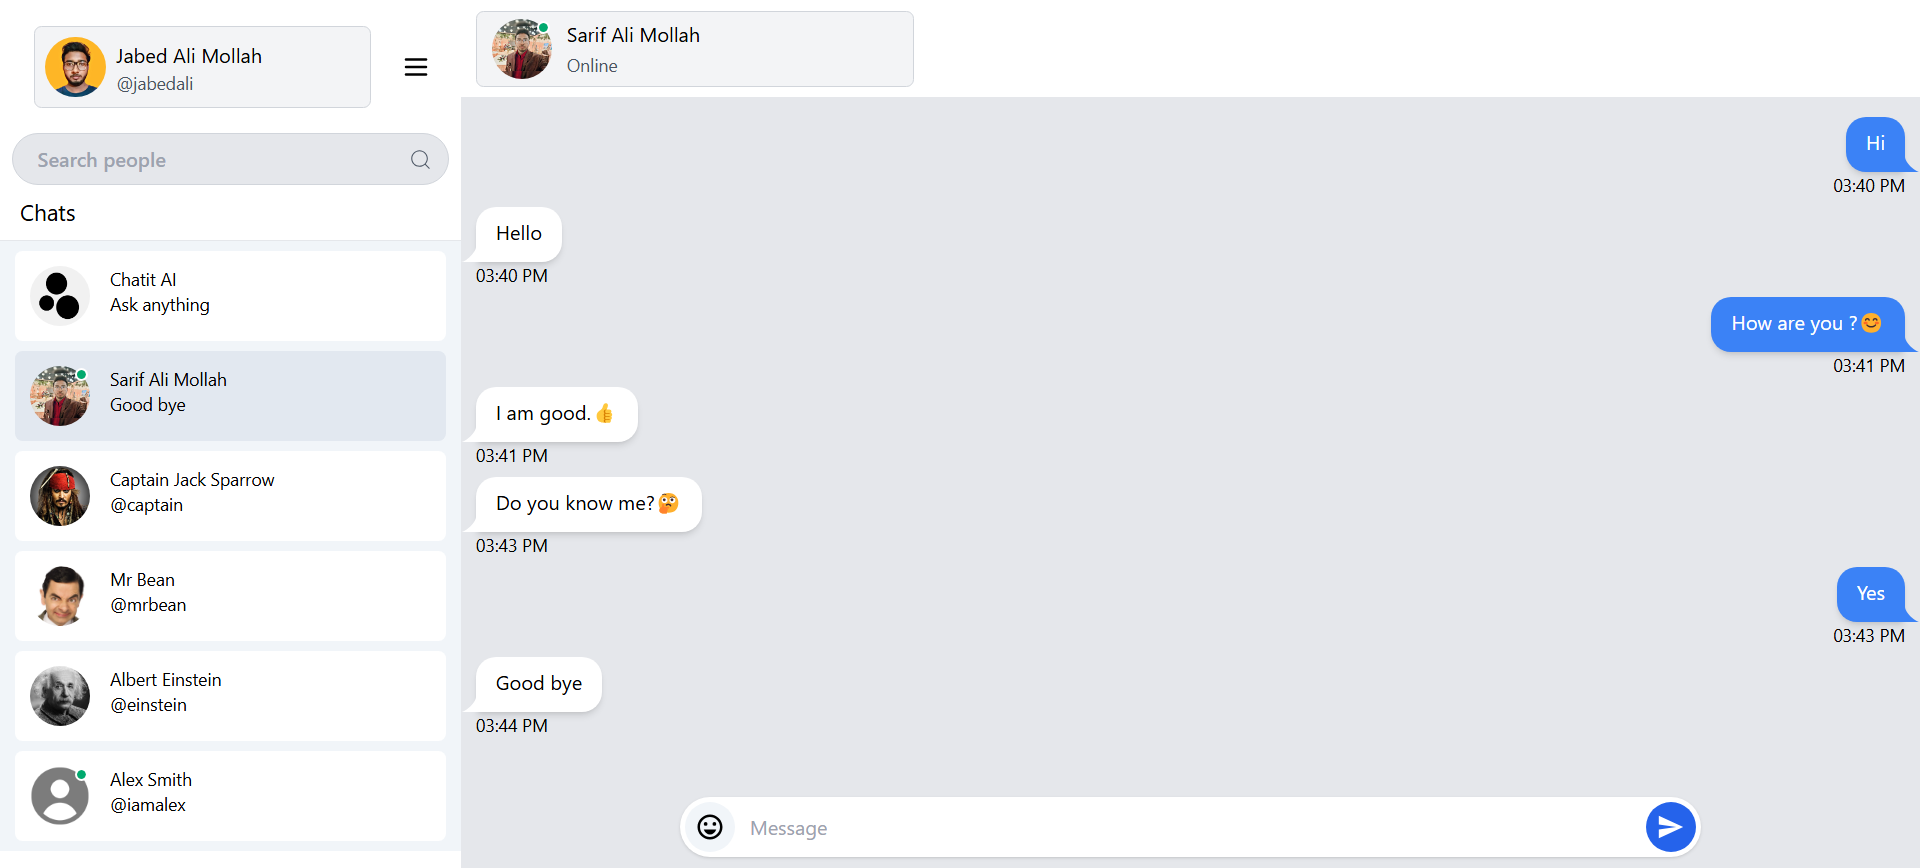 Jabed Ali Mollah
@jabedali
Search people
Chats
Chatit AI
Ask anything
Sarif Ali Mollah
Good bye
Captain Jack Sparrow
@captain
Mr Bean
@mrbean
Albert Einstein
@einstein
Alex Smith
@iamalex
Sarif Ali Mollah
Online
Hi
03:40 PM
Hello
03:40 PM
How are you ?😊
03:41 PM
I am good.👍
03:41 PM
Do you know me?🤔
03:43 PM
Yes
03:43 PM
Good bye
03:44 PM
Message